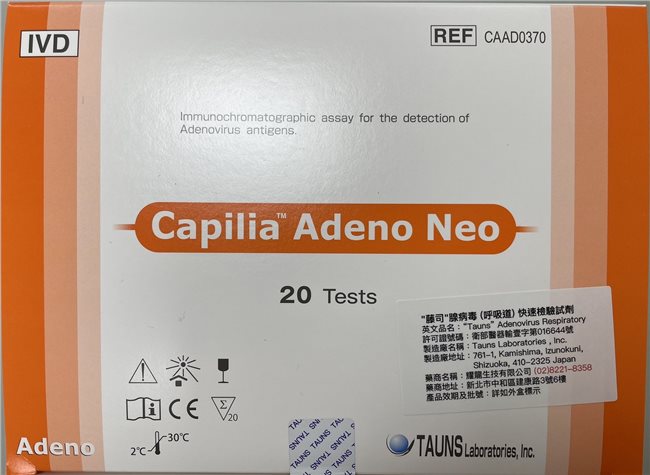 IVD
REF CAAD0370
Immunochromatographic assay for the detection of
Adenovirus antigens.
Capilia™ Adeno Neo
20 Tests
"藤司"腺病毒(呼吸道)快速檢驗試劑
英文品名:"Tauns" Adenovirus Respiratory
許可證號碼:衛部醫器輸壹字第016644號
製造廠名稱:Tauns Laboratories , Inc.
製造廠地址:761-1, Kamishima, Izunokuni,
Shizuoka, 410-2325 Japan
藥商名稱:耀龍生技有限公司 (02)8221-8358
藥商地址:新北市中和區建康路3號6樓
產品效期及批號:詳如外盒標示
i CE Σ 20
2℃ 30℃
Adeno
TAUNS TAUNS TAUNS
TAUNS Laboratories, Inc.